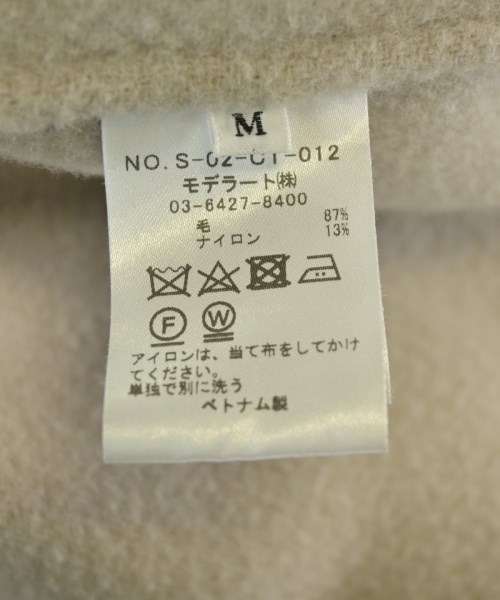 M
NO. S-02-CT-012
モデラート㈱
03-6427-8400
毛 87%
ナイロン 13%
F W
アイロンは、当て布をしてかけ
てください。
単独で別に洗う
ベトナム製